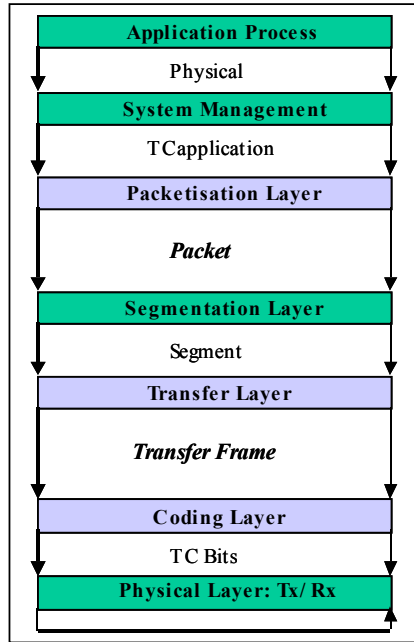 Application Process
Physical
System Management
TCapplication
Packetisation Layer
Packet
Segmentation Layer
Segment
Transfer Layer
Transfer Frame
Coding Layer
TC Bits
Physical Layer: Tx/ Rx